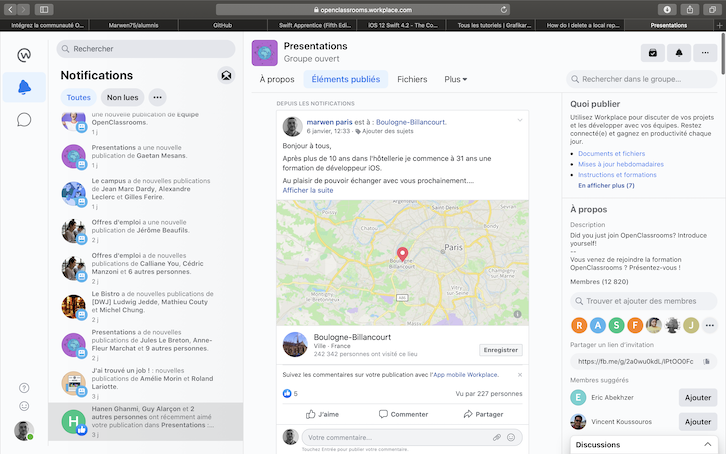 openclassrooms.workplace.com
Intégrez la communauté O...
Marwen75/alumnis
GitHub
Swift Apprentice (Fifth Edi...
iOS 12 Swift 4.2 - The Co...
Tous les tutoriels | Grafikar...
How do I delete a local rep...
Presentations
Rechercher
Notifications
Toutes
Non lues
une nouvelle publication de Équipe
OpenClassrooms.
1 j
Presentations a une nouvelle
publication de Gaetan Mesans.
1 j
Le campus a de nouvelles publications
de Jean Marc Dardy, Alexandre
Leclerc et Gilles Ferire.
1 j
Offres d'emploi a une nouvelle
publication de Jérôme Beaufils.
2 j
Offres d'emploi a de nouvelles
publications de Calliane You, Cédric
Manzoni et 6 autres personnes.
2 j
Le Bistro a de nouvelles publications de
[DWJ] Ludwig Jedde, Mathieu Couty
et Michel Chung.
2 j
Presentations a de nouvelles
publications de Jules Le Breton, Anne-
Fleur Marchat et 9 autres personnes.
2 j
J'ai trouvé un job ! : nouvelles
publications de Amélie Morin et Roland
Lariotte.
3 j
Hanen Ghanmi, Guy Alarçon et 2
autres personnes ont récemment aimé
votre publication dans Presentations :...
3 j
Presentations
Groupe ouvert
À propos
Éléments publiés
Fichiers
Plus
Rechercher dans le groupe...
DEPUIS LES NOTIFICATIONS
marwen paris est à : Boulogne-Billancourt.
6 janvier, 12:33 · Ajouter des sujets
Bonjour à tous,
Après plus de 10 ans dans l'hôtellerie je commence à 31 ans une
formation de développeur iOS.
Au plaisir de pouvoir échanger avec vous prochainement....
Afficher la suite
Paris
Boulogne
Billancourt
Boulogne-Billancourt
Ville · France
242 342 personnes ont visité ce lieu
Enregistrer
Suivez les commentaires sur votre publication avec l'App mobile Workplace.
5
Vu par 227 personnes
J'aime
Commenter
Partager
Votre commentaire...
Touchez Entrée pour publier votre commentaire.
Quoi publier
Utilisez Workplace pour discuter de vos projets
et les développer avec vos équipes. Restez
connecté(e) et gagnez en productivité chaque
jour.
Documents et fichiers
Mises à jour hebdomadaires
Instructions et formations
En afficher plus (7)
À propos
Description
Did you just join OpenClassrooms? Introduce
yourself!
--
Vous venez de rejoindre la formation
OpenClassrooms ? Présentez-vous !
Membres (12 820)
Trouver et ajouter des membres
R
A
S
F
J
Partager un lien d'invitation
https://fb.me/g/2a0wu0kdL/lPtOO0Fc
Membres suggérés
E
Eric Abekhzer
Ajouter
Vincent Koussouros
Ajouter
Discussions